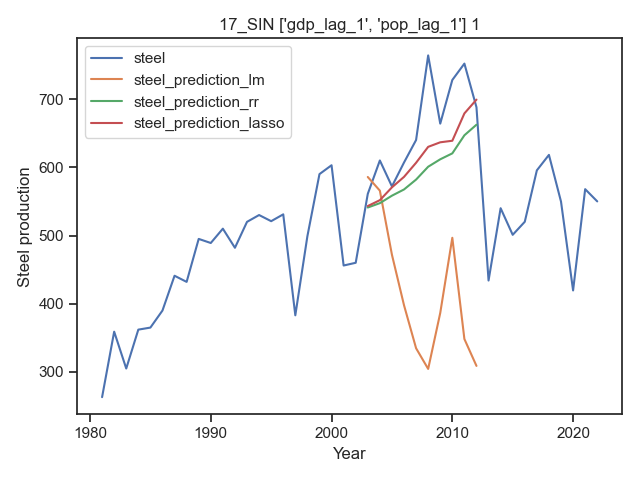 17_SIN ['gdp_lag_1', 'pop_lag_1'] 1
steel
steel_prediction_lm
steel_prediction_rr
steel_prediction_lasso
Steel production
700
600
500
400
300
1980
1990
2000
2010
2020
Year